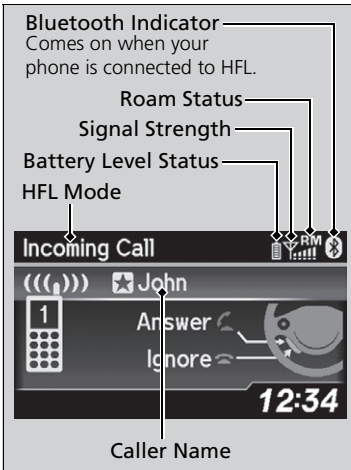 Bluetooth Indicator
Comes on when your
phone is connected to HFL.
Roam Status
Signal Strength
Battery Level Status
HFL Mode
Incoming Call RM
John
1
Answer
Ignore
12:34
Caller Name